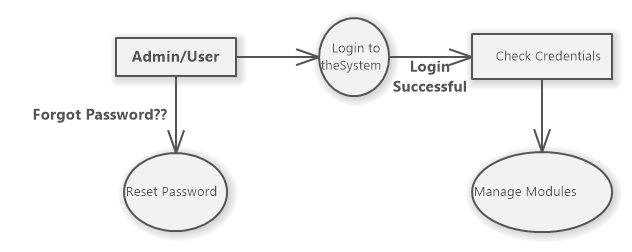 Admin/User
Login to
theSystem
Login
Successful
Check Credentials
Forgot Password??
Reset Password
Manage Modules